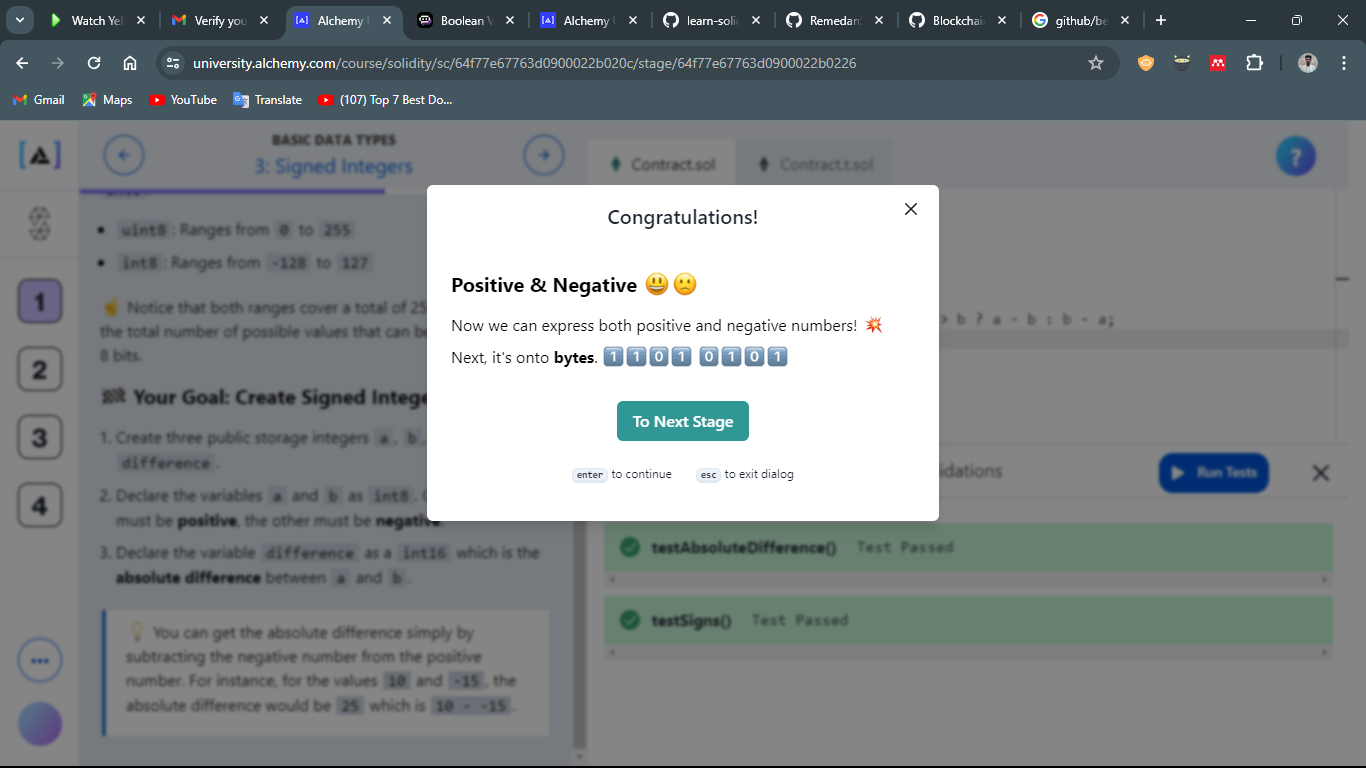 Watch Yel
Verify you
Alchemy U
Boolean V
Alchemy U
learn-solid
Remedan
Blockchain
github/be
university.alchemy.com/course/solidity/sc/64f77e67763d0900022b020c/stage/64f77e67763d0900022b0226
Gmail
Maps
YouTube
Translate
(107) Top 7 Best Do...
BASIC DATA TYPES
3: Signed Integers
Contract.sol
Contract.t.sol
?
uint8: Ranges from 0 to 255
int8: Ranges from -128 to 127
☝️ Notice that both ranges cover a total of 25
the total number of possible values that can be
8 bits.
1
2
3
4
🏁 Your Goal: Create Signed Intege
1. Create three public storage integers a, b,
difference.
2. Declare the variables a and b as int8.
must be positive, the other must be negative.
3. Declare the variable difference as a int16 which is the
absolute difference between a and b.
💡 You can get the absolute difference simply by
subtracting the negative number from the positive
number. For instance, for the values 10 and -15, the
absolute difference would be 25 which is 10 - -15.
Congratulations!
Positive & Negative 😃🙁
Now we can express both positive and negative numbers! 💥
Next, it's onto bytes. 1️⃣1️⃣0️⃣1️⃣ 0️⃣1️⃣0️⃣1️⃣
To Next Stage
enter to continue esc to exit dialog
> b ? a - b : b - a;
idations
Run Tests
testAbsoluteDifference() Test Passed
testSigns() Test Passed